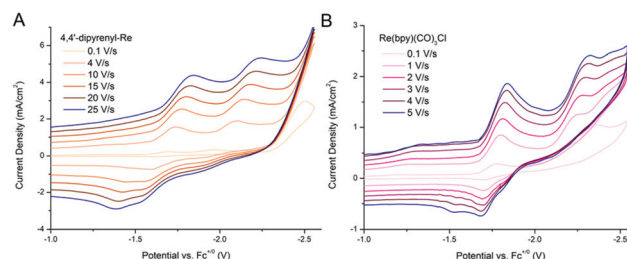 A
4,4'-dipyrenyl-Re
0.1 V/s
4 V/s
10 V/s
15 V/s
20 V/s
25 V/s
Current Density (mA/cm²)
6
4
2
0
-2
-4
-1.0
-1.5
-2.0
-2.5
Potential vs. Fc⁺ᐟ⁰ (V)
B
Re(bpy)(CO)₃Cl
0.1 V/s
1 V/s
2 V/s
3 V/s
4 V/s
5 V/s
Current Density (mA/cm²)
3
2
1
0
-1
-1.0
-1.5
-2.0
-2.5
Potential vs. Fc⁺ᐟ⁰ (V)